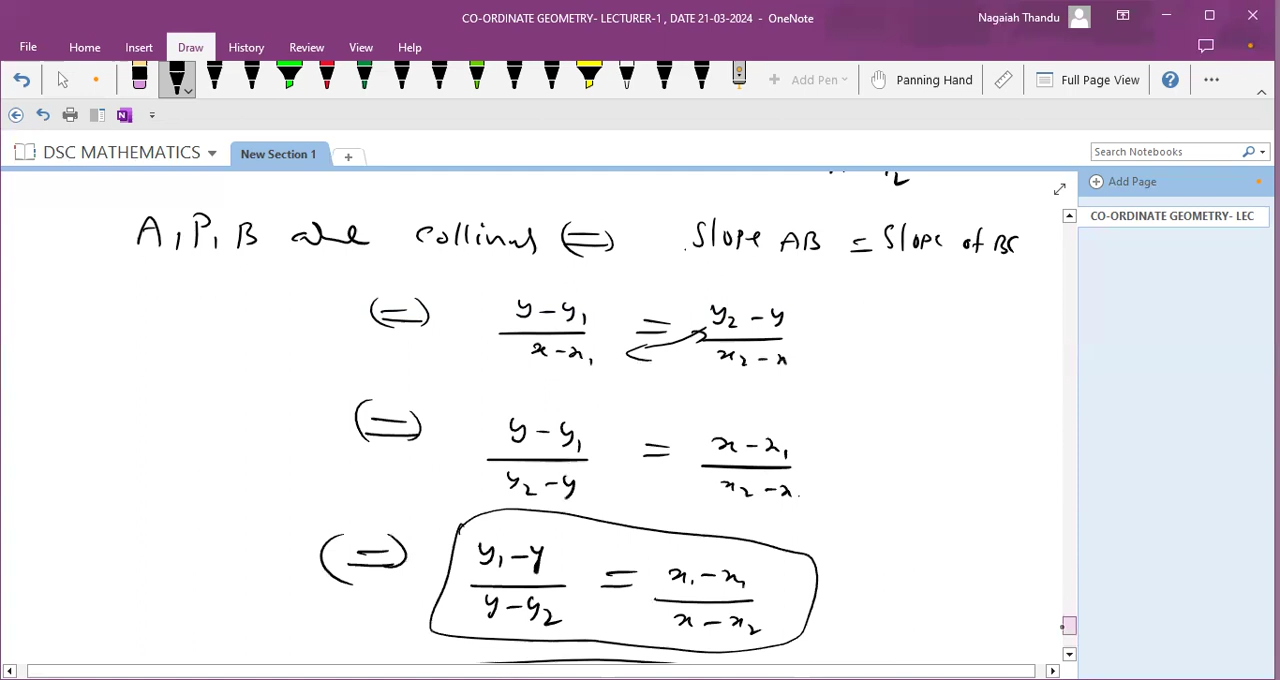 CO-ORDINATE GEOMETRY- LECTURER-1 , DATE 21-03-2024 - OneNote
Nagaiah Thandu
File Home Insert Draw History Review View Help
Add Pen Panning Hand Full Page View
DSC MATHEMATICS New Section 1 Search Notebooks
Add Page
CO-ORDINATE GEOMETRY- LEC
A, P, B are collinus (=) Slope AB = Slope of BC
(=) (y - y₁)/(x - x₁) = (y₂ - y)/(x₂ - x)
(=) (y - y₁)/(y₂ - y) = (x - x₁)/(x₂ - x)
(=) (y₁ - y)/(y - y₂) = (x₁ - x₁)/(x - x₂)